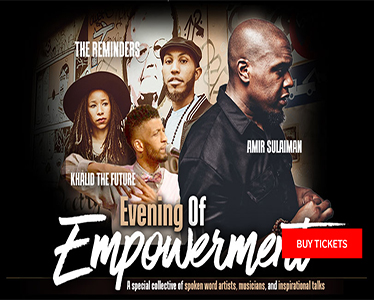 THE REMINDERS
AMIR SULAIMAN
KHALID THE FUTURE
Evening Of
Empowerment
BUY TICKETS
A special collective of spoken word artists, musicians, and inspirational talks